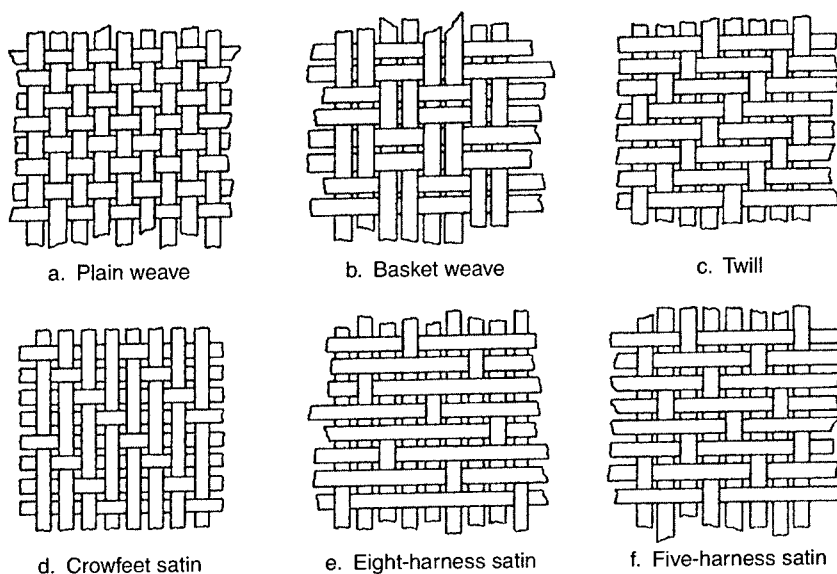 a. Plain weave
b. Basket weave
c. Twill
d. Crowfeet satin
e. Eight-harness satin
f. Five-harness satin